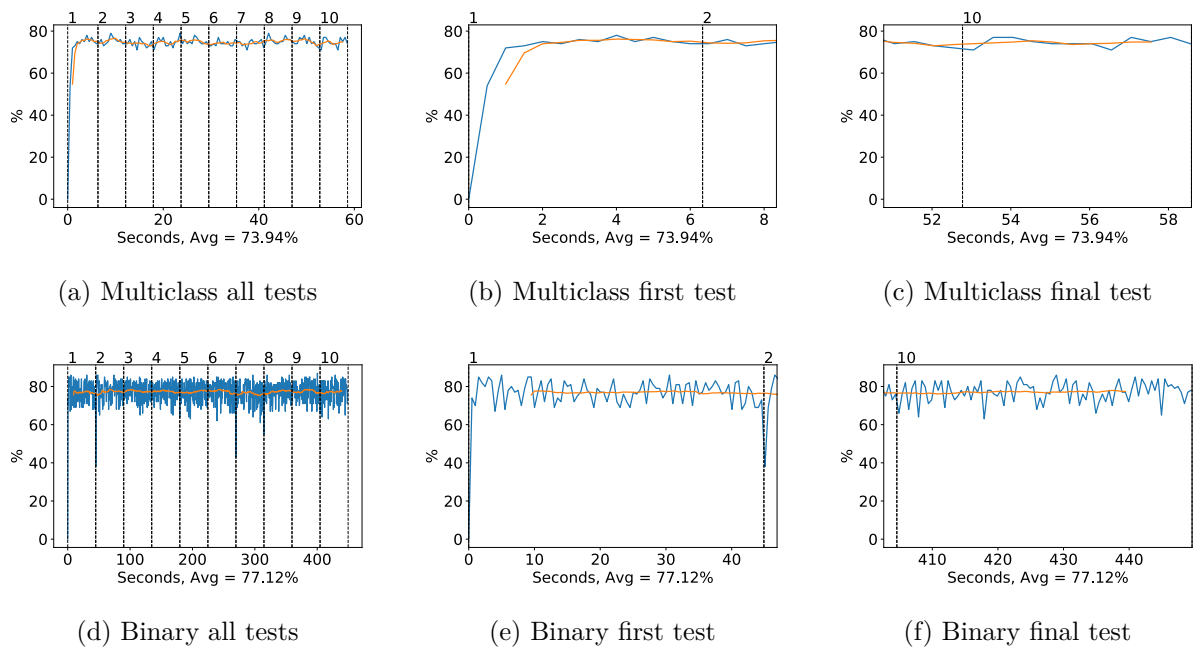 1 2 3 4 5 6 7 8 9 10
80
60
40
20
0
%
0 20 40 60
Seconds, Avg = 73.94%
(a) Multiclass all tests
1 2
80
60
40
20
0
%
0 2 4 6 8
Seconds, Avg = 73.94%
(b) Multiclass first test
10
80
60
40
20
0
%
52 54 56 58
Seconds, Avg = 73.94%
(c) Multiclass final test
1 2 3 4 5 6 7 8 9 10
80
60
40
20
0
%
0 100 200 300 400
Seconds, Avg = 77.12%
(d) Binary all tests
1 2
80
60
40
20
0
%
0 10 20 30 40
Seconds, Avg = 77.12%
(e) Binary first test
10
80
60
40
20
0
%
410 420 430 440
Seconds, Avg = 77.12%
(f) Binary final test